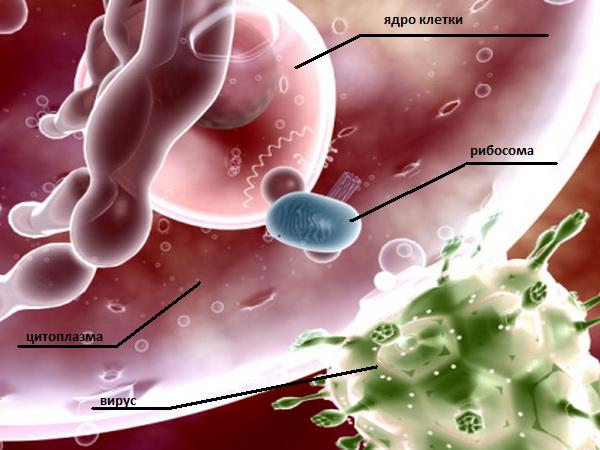 ядро клетки
рибосома
цитоплазма
вирус